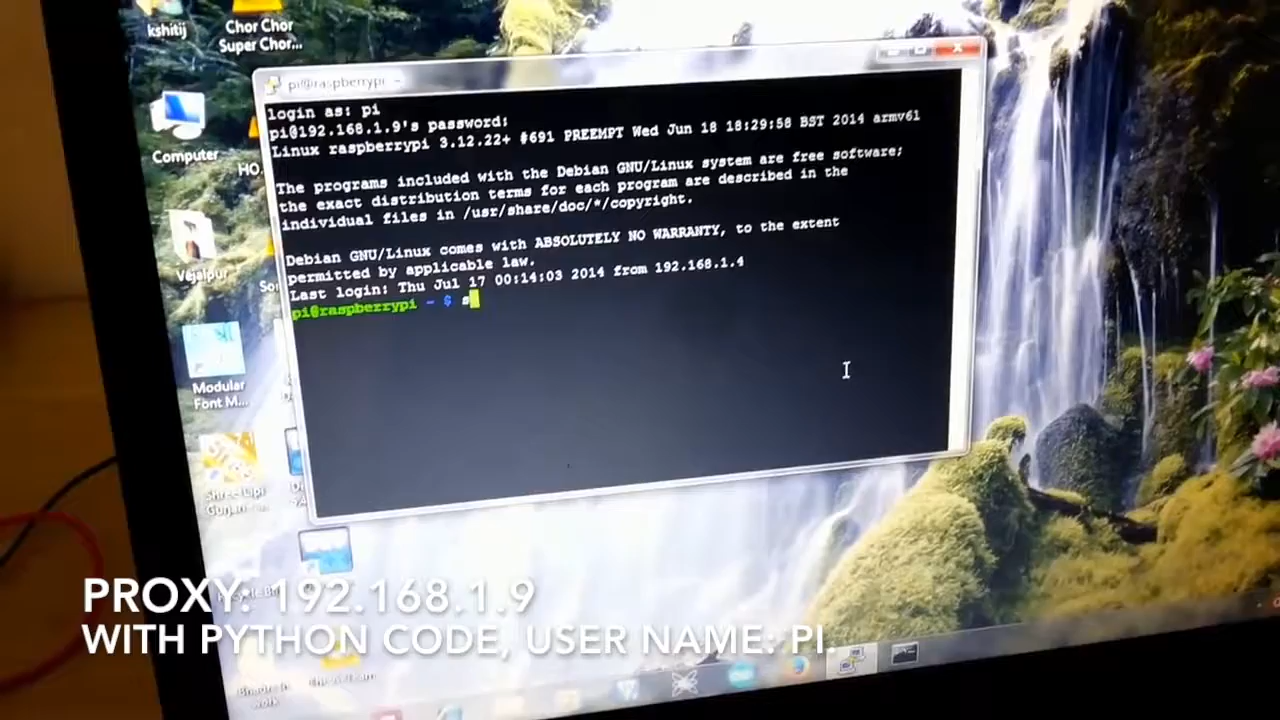 kshitij
Chor Chor
Super Chor...
Computer
HO.
Vejalpur
Modular
Font M...
Shree Lipi
Gurjari
pi@raspberrypi: ~
login as: pi
pi@192.168.1.9's password:
Linux raspberrypi 3.12.22+ #691 PREEMPT Wed Jun 18 18:29:58 BST 2014 armv6l
The programs included with the Debian GNU/Linux system are free software;
the exact distribution terms for each program are described in the
individual files in /usr/share/doc/*/copyright.
Debian GNU/Linux comes with ABSOLUTELY NO WARRANTY, to the extent
permitted by applicable law.
Last login: Thu Jul 17 00:14:03 2014 from 192.168.1.4
pi@raspberrypi ~ $ s
PROXY: 192.168.1.9
WITH PYTHON CODE, USER NAME: PI.
work